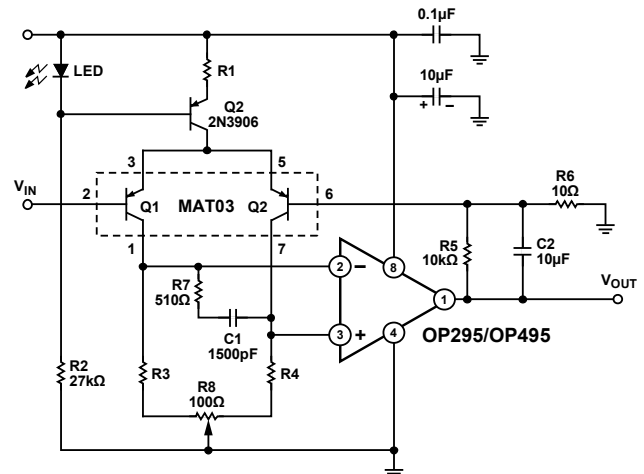 0.1µF
LED
R1
10µF
+ –
Q2
2N3906
3 5
R6
10Ω
VIN
2
6
Q1
MAT03
Q2
R5
10kΩ
C2
10µF
1 7
2 –
8
R7
510Ω
1
VOUT
C1
1500pF
3 +
4
OP295/OP495
R2
27kΩ
R3
R4
R8
100Ω